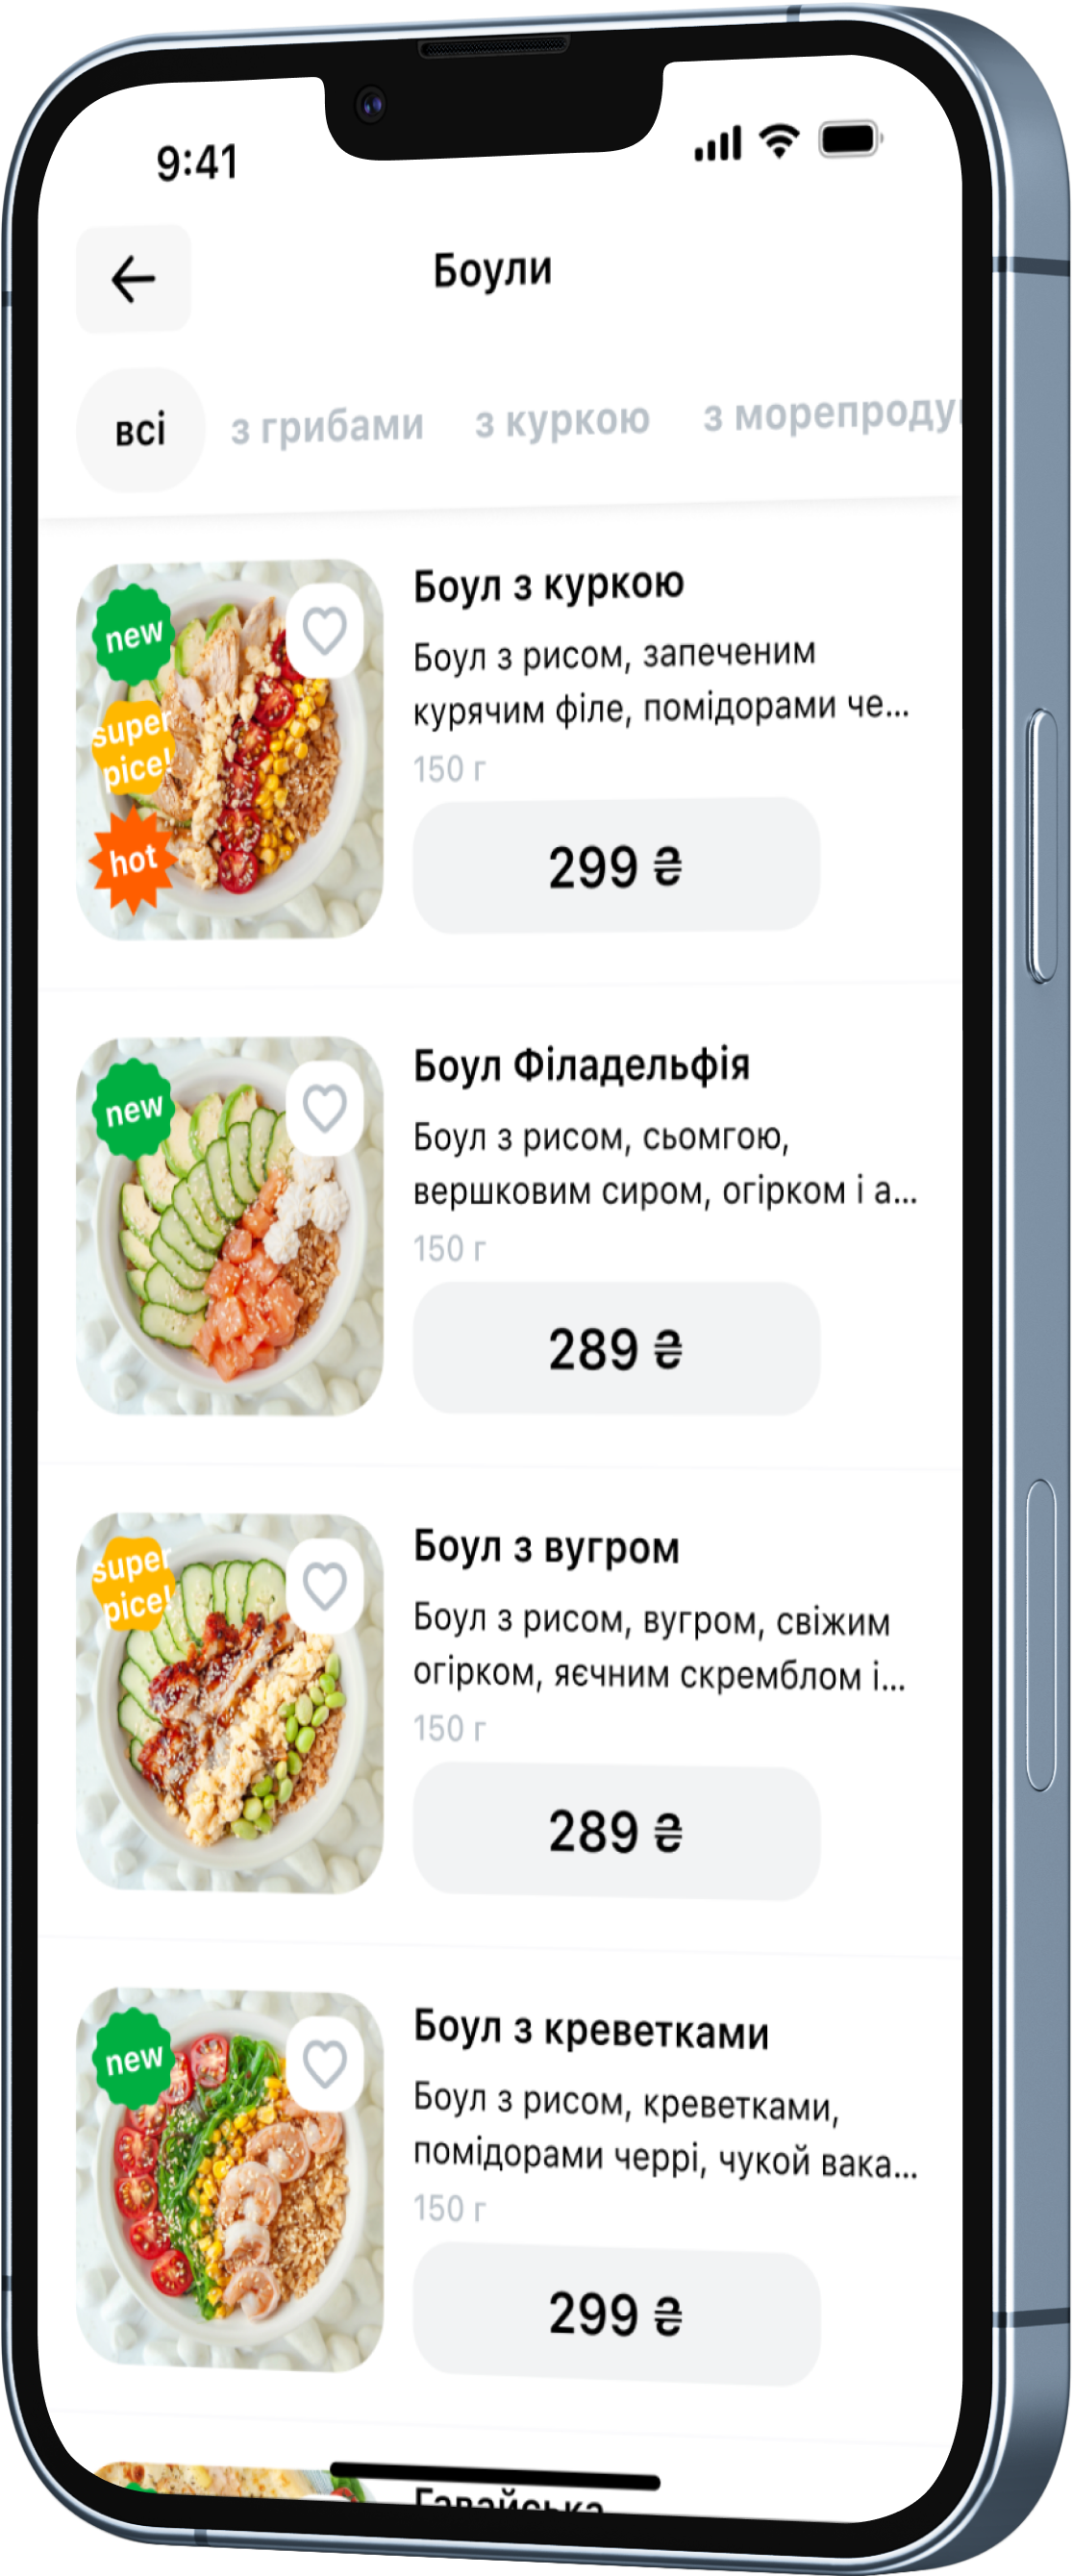 9:41
Боули
всі
з грибами
з куркою
з морепроду
new
super
pice!
hot
Боул з куркою
Боул з рисом, запеченим
курячим філе, помідорами че...
150 г
299 ₴
new
Боул Філадельфія
Боул з рисом, сьомгою,
вершковим сиром, огірком і а...
150 г
289 ₴
super
pice!
Боул з вугром
Боул з рисом, вугром, свіжим
огірком, яєчним скремблом і...
150 г
289 ₴
new
Боул з креветками
Боул з рисом, креветками,
помідорами черрі, чукой вака...
150 г
299 ₴
Гавайська